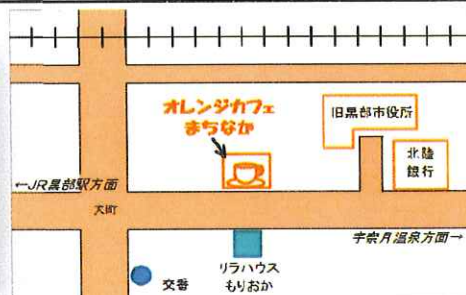 オレンジカフェ
まちなか
旧黒部市役所
北陸
銀行
←JR黒部駅方面
大町
宇奈月温泉方面→
リラハウス
もりおか
交番